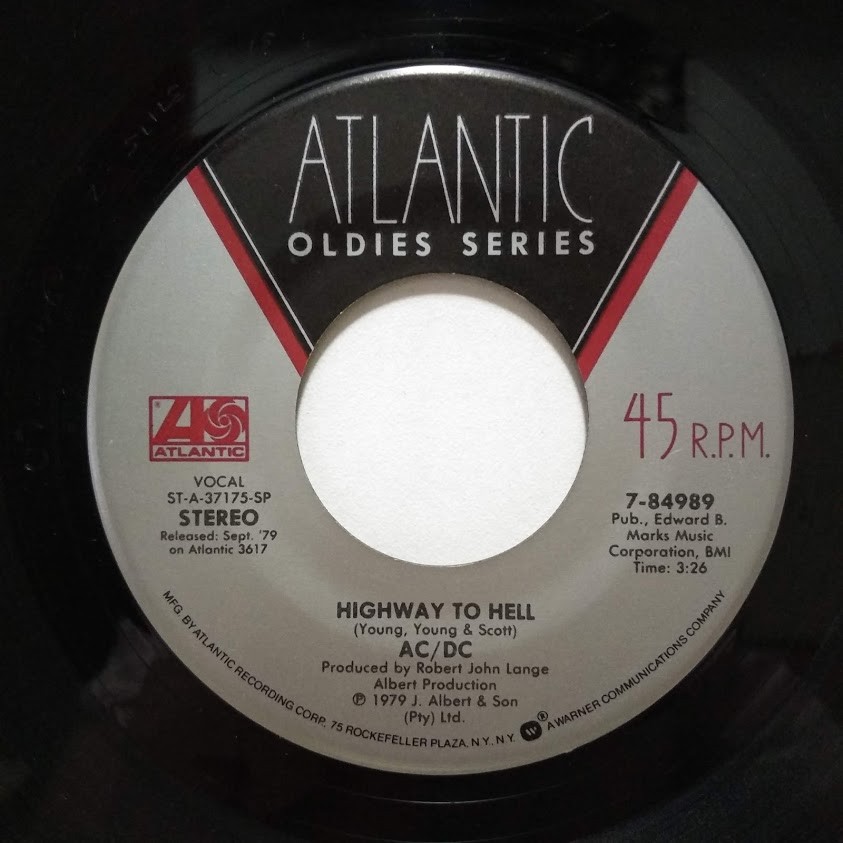 ATLANTIC
OLDIES SERIES
ATLANTIC
VOCAL
ST-A-37175-SP
STEREO
Released: Sept. '79
on Atlantic 3617
45 R.P.M.
7-84989
Pub., Edward B.
Marks Music
Corporation, BMI
Time: 3:26
HIGHWAY TO HELL
(Young, Young & Scott)
AC/DC
Produced by Robert John Lange
Albert Production
℗ 1979 J. Albert & Son
(Pty) Ltd.
MFG. BY ATLANTIC RECORDING CORP., 75 ROCKEFELLER PLAZA, N.Y., N.Y. ® A WARNER COMMUNICATIONS COMPANY